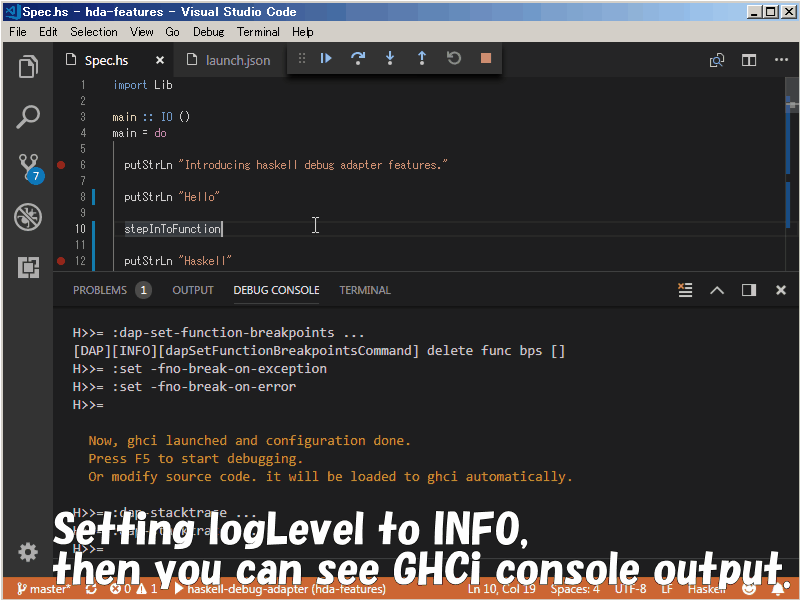 Spec.hs - hda-features - Visual Studio Code
File Edit Selection View Go Debug Terminal Help
Spec.hs launch.json
1 import Lib
2
3 main :: IO ()
4 main = do
5
6 putStrLn "Introducing haskell debug adapter features."
7
8 putStrLn "Hello"
9
10 stepInToFunction
11
12 putStrLn "Haskell"
7
PROBLEMS 1 OUTPUT DEBUG CONSOLE TERMINAL
H>>= :dap-set-function-breakpoints ...
[DAP][INFO][dapSetFunctionBreakpointsCommand] delete func bps []
H>>= :set -fno-break-on-exception
H>>= :set -fno-break-on-error
H>>=
Now, ghci launched and configuration done.
Press F5 to start debugging.
Or modify source code. it will be loaded to ghci automatically.
H>>= :dap-stacktrace ...
H>>=
H>>=
Setting logLevel to INFO,
then you can see GHCi console output.
master* 0 1 haskell-debug-adapter (hda-features) Ln 10, Col 19 Spaces: 4 UTF-8 LF Haskell